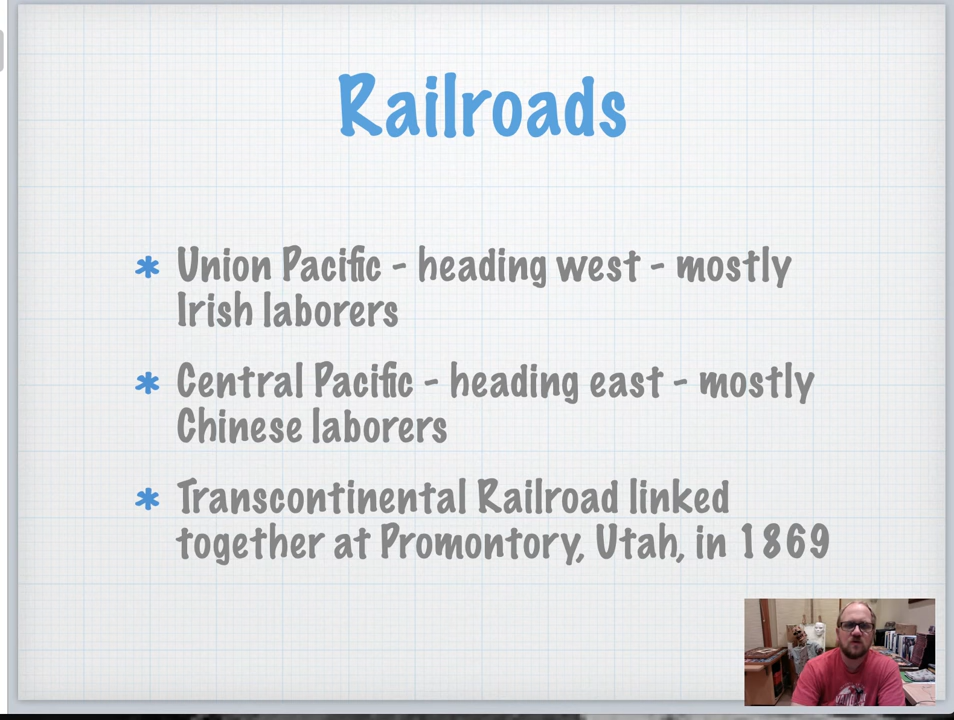 Railroads
* Union Pacific - heading west - mostly
Irish laborers
* Central Pacific - heading east - mostly
Chinese laborers
* Transcontinental Railroad linked
together at Promontory, Utah, in 1869